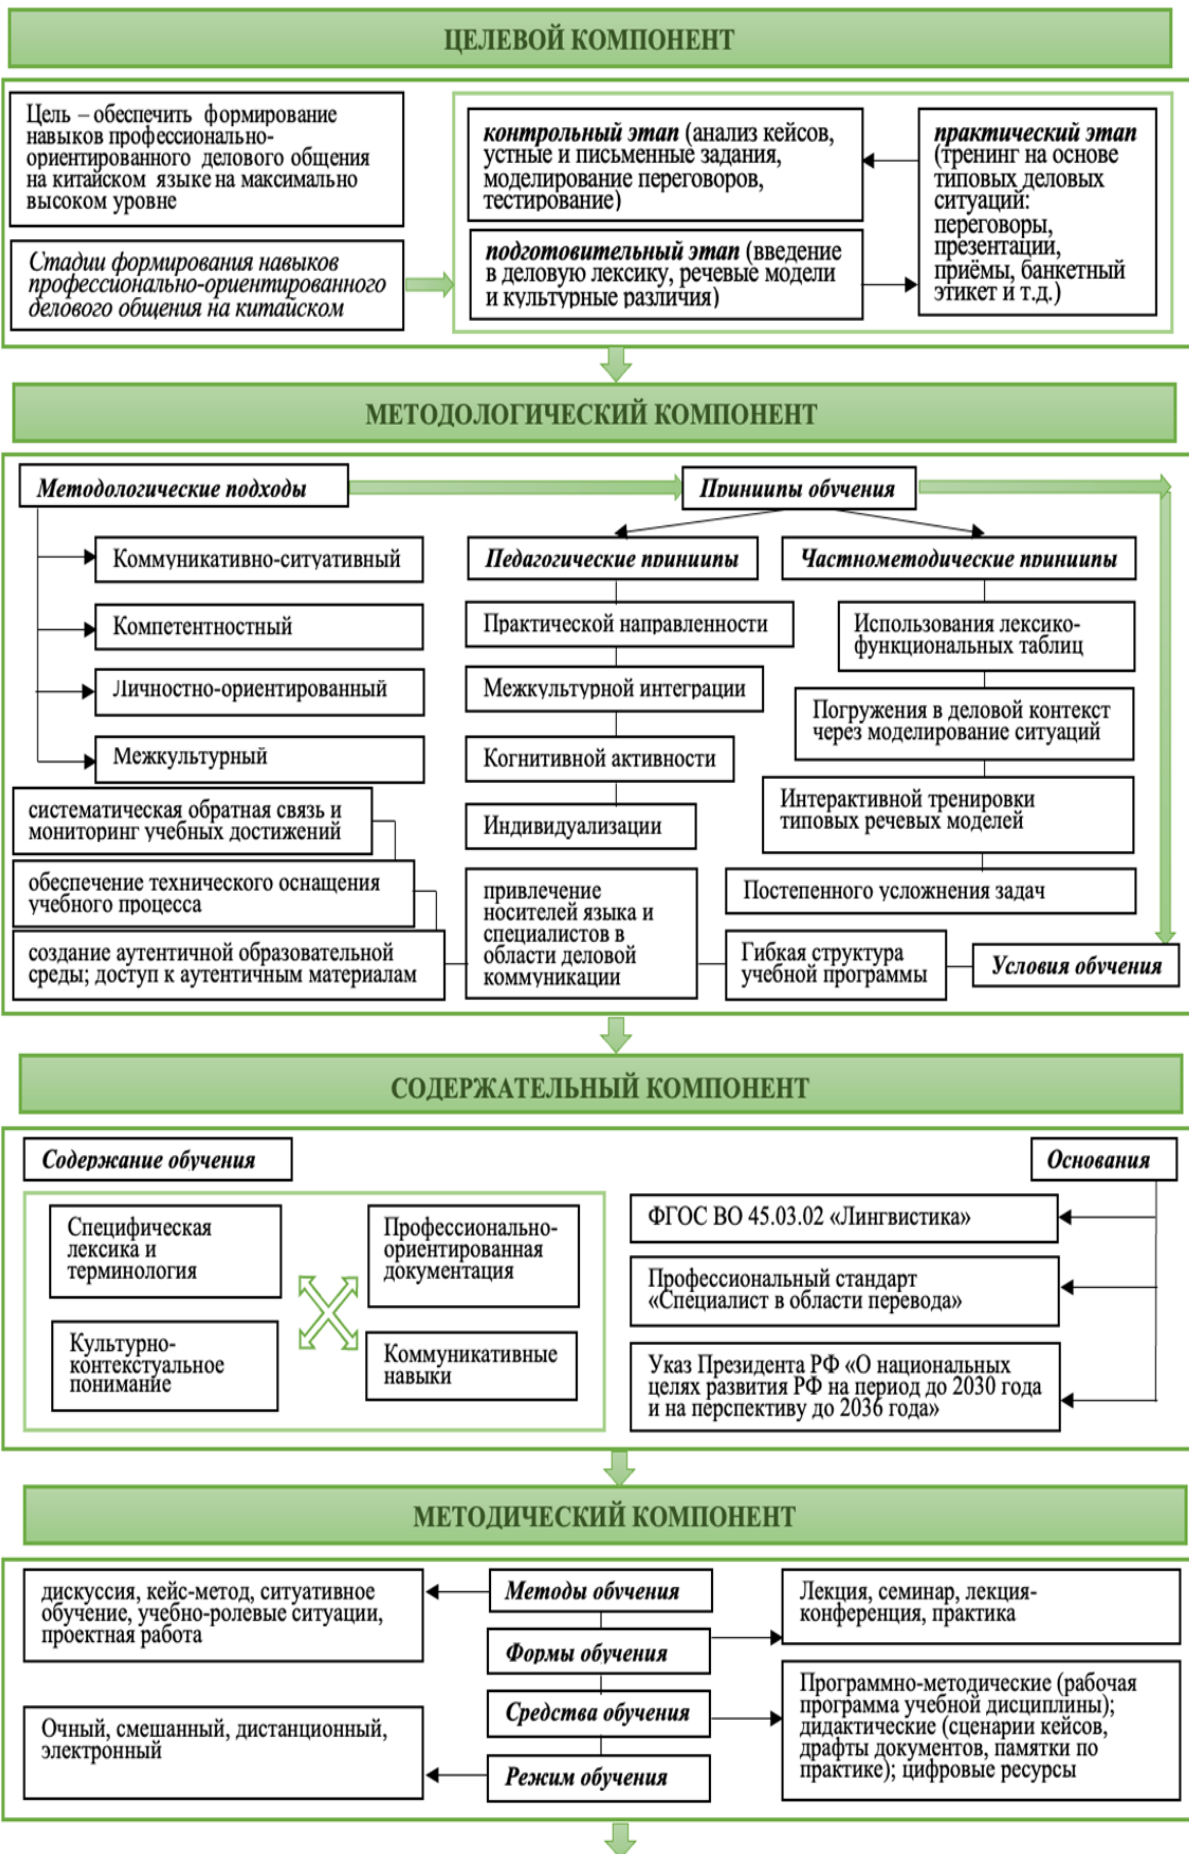 ЦЕЛЕВОЙ КОМПОНЕНТ
Цель – обеспечить формирование
навыков профессионально-
ориентированного делового общения
на китайском языке на максимально
высоком уровне
Стадии формирования навыков
профессионально-ориентированного
делового общения на китайском
контрольный этап (анализ кейсов,
устные и письменные задания,
моделирование переговоров,
тестирование)
подготовительный этап (введение
в деловую лексику, речевые модели
и культурные различия)
практический этап
(тренинг на основе
типовых деловых
ситуаций:
переговоры,
презентации,
приёмы, банкетный
этикет и т.д.)
МЕТОДОЛОГИЧЕСКИЙ КОМПОНЕНТ
Методологические подходы
Коммуникативно-ситуативный
Компетентностный
Личностно-ориентированный
Межкультурный
Принципы обучения
Педагогические принципы
Практической направленности
Межкультурной интеграции
Когнитивной активности
Индивидуализации
Частнометодические принципы
Использования лексико-
функциональных таблиц
Погружения в деловой контекст
через моделирование ситуаций
Интерактивной тренировки
типовых речевых моделей
Постепенного усложнения задач
Условия обучения
Гибкая структура
учебной программы
привлечение
носителей языка и
специалистов в
области деловой
коммуникации
систематическая обратная связь и
мониторинг учебных достижений
обеспечение технического оснащения
учебного процесса
создание аутентичной образовательной
среды; доступ к аутентичным материалам
СОДЕРЖАТЕЛЬНЫЙ КОМПОНЕНТ
Содержание обучения
Специфическая
лексика и
терминология
Профессионально-
ориентированная
документация
Культурно-
контекстуальное
понимание
Коммуникативные
навыки
Основания
ФГОС ВО 45.03.02 «Лингвистика»
Профессиональный стандарт
«Специалист в области перевода»
Указ Президента РФ «О национальных
целях развития РФ на период до 2030 года
и на перспективу до 2036 года»
МЕТОДИЧЕСКИЙ КОМПОНЕНТ
Методы обучения
дискуссия, кейс-метод, ситуативное
обучение, учебно-ролевые ситуации,
проектная работа
Формы обучения
Лекция, семинар, лекция-
конференция, практика
Средства обучения
Программно-методические (рабочая
программа учебной дисциплины);
дидактические (сценарии кейсов,
драфты документов, памятки по
практике); цифровые ресурсы
Режим обучения
Очный, смешанный, дистанционный,
электронный